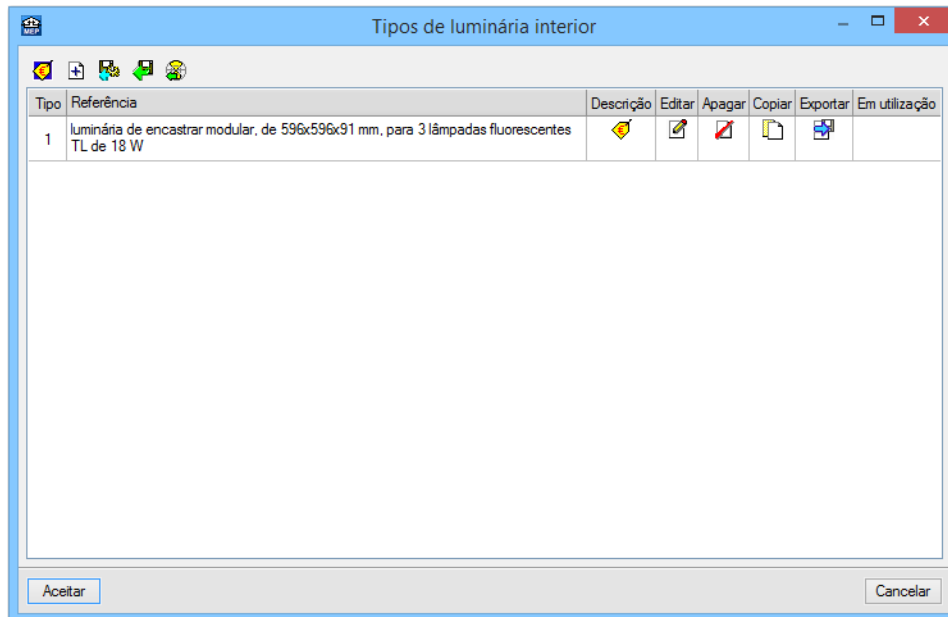 MEP
Tipos de luminária interior
Tipo Referência Descrição Editar Apagar Copiar Exportar Em utilização
1 luminária de encastrar modular, de 596x596x91 mm, para 3 lâmpadas fluorescentes
TL de 18 W
Aceitar Cancelar